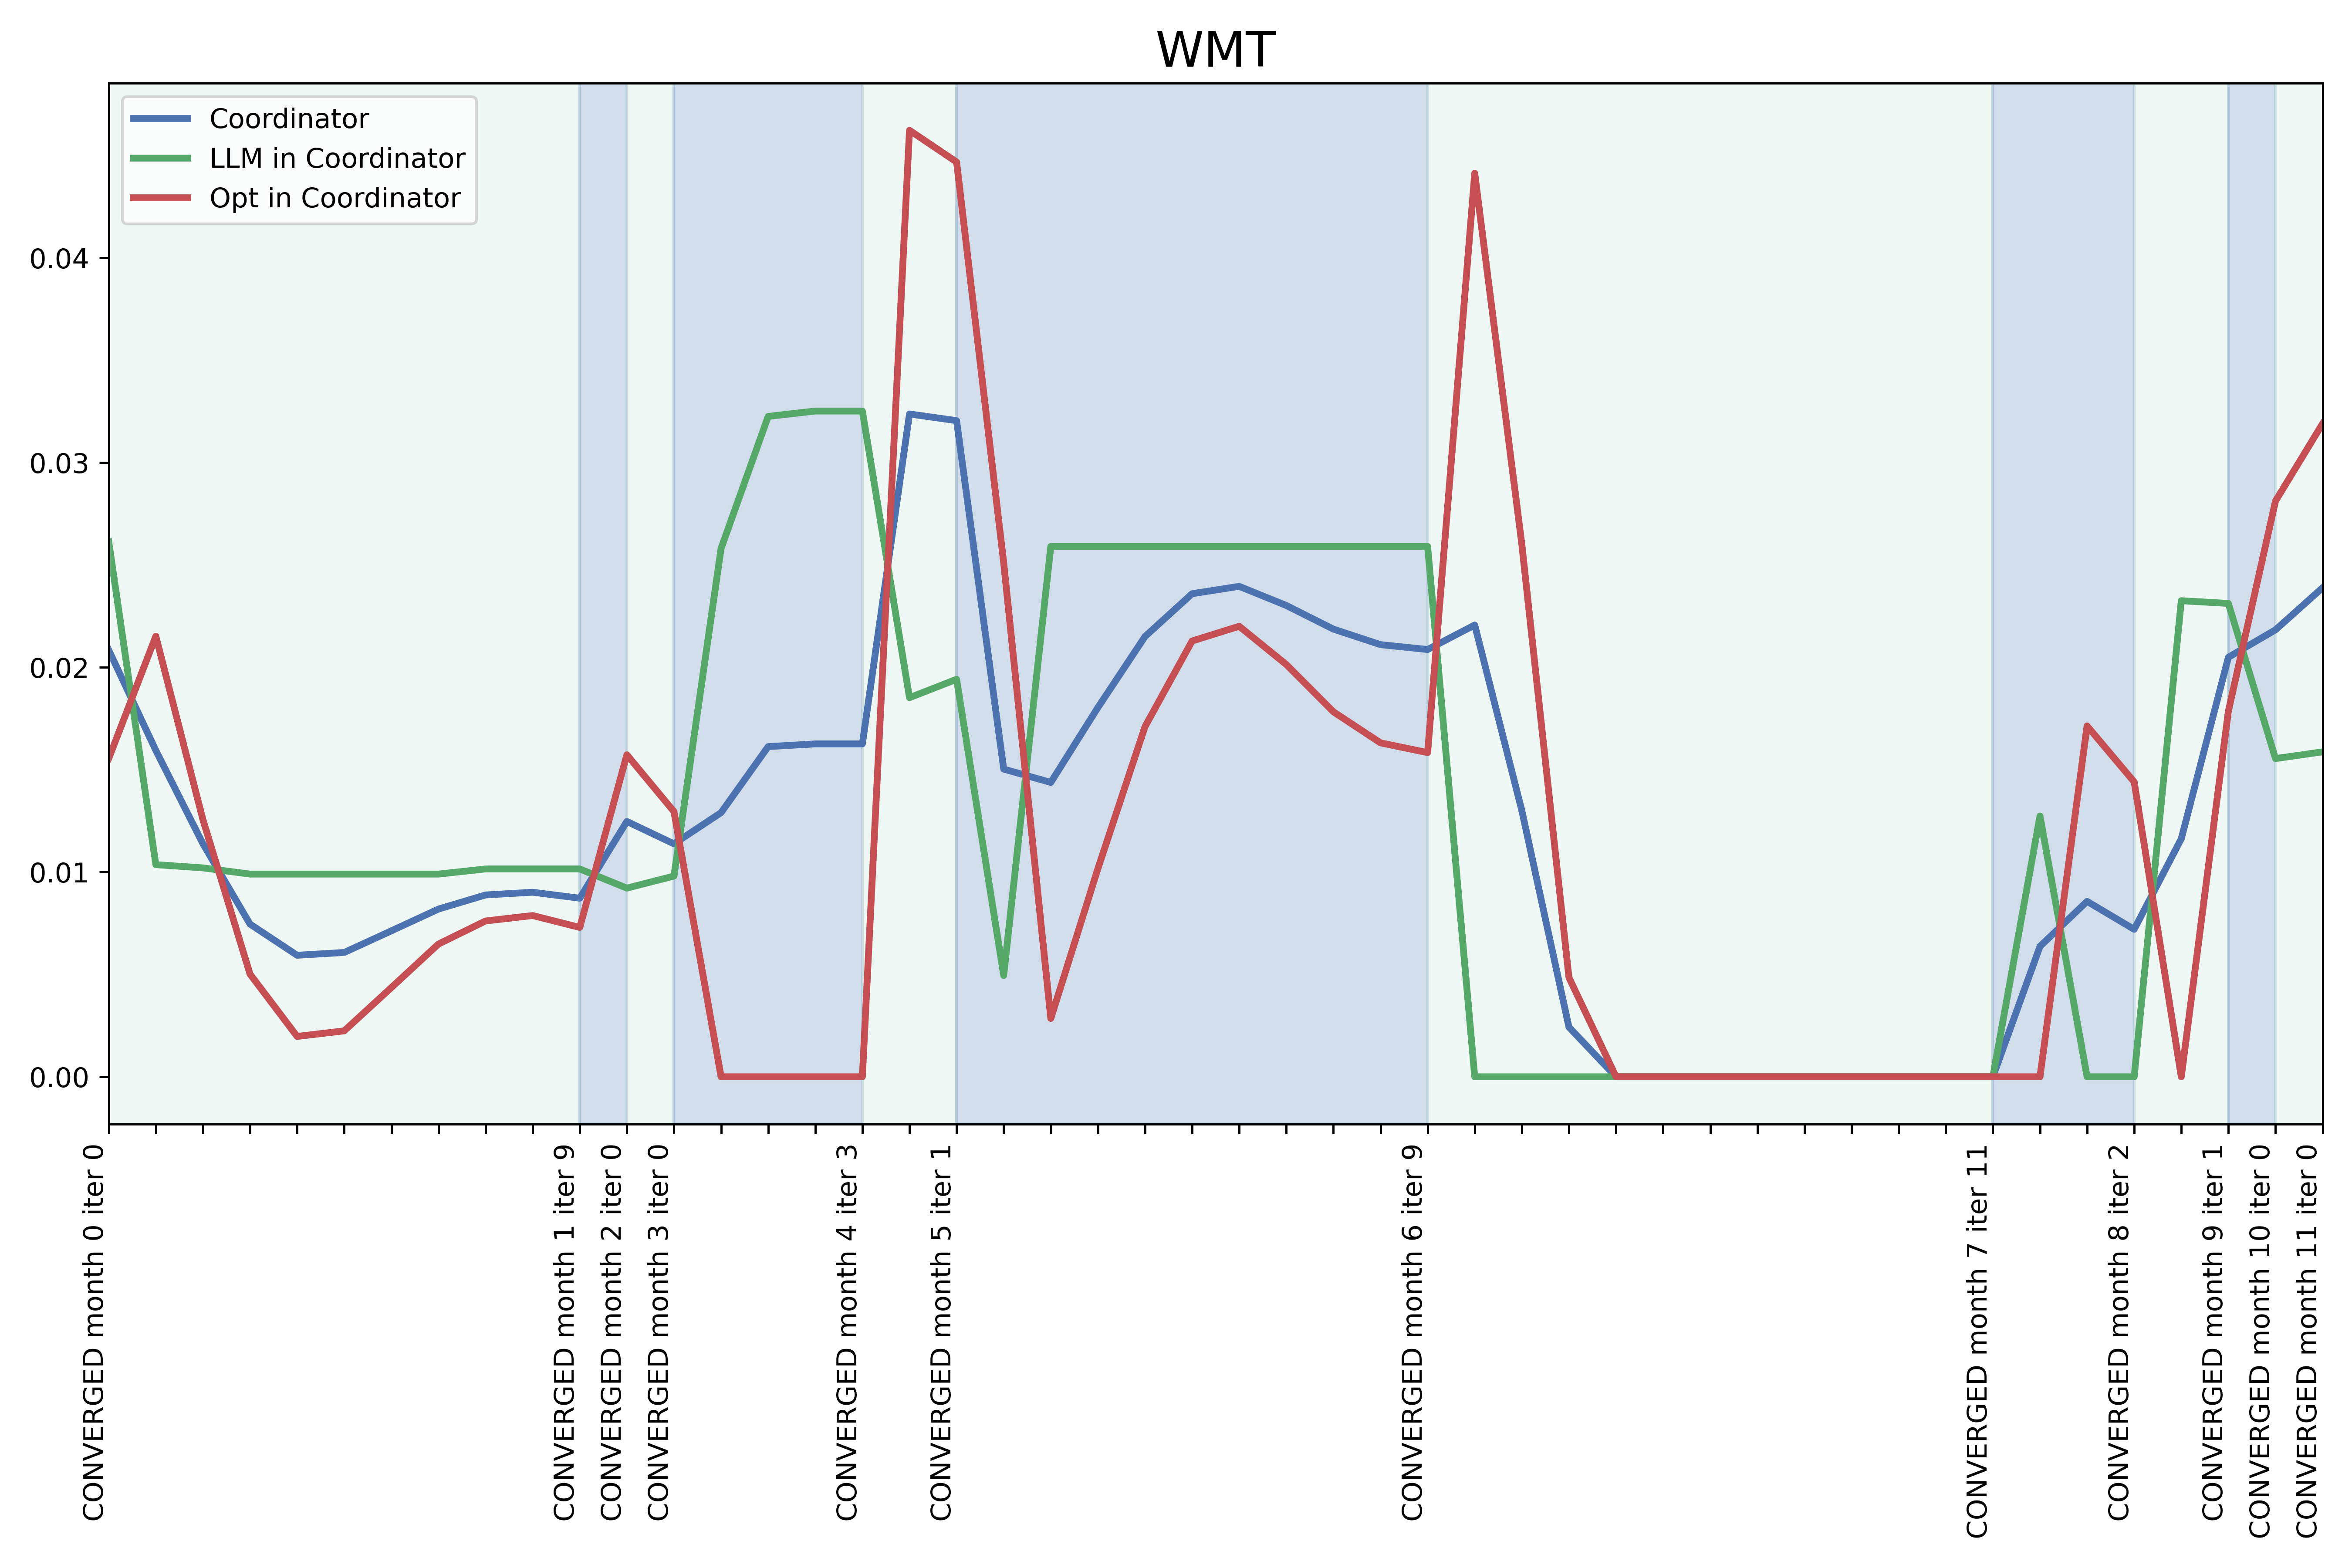 WMT
Coordinator
LLM in Coordinator
Opt in Coordinator
0.04
0.03
0.02
0.01
0.00
CONVERGED month 0 iter 0
CONVERGED month 1 iter 9
CONVERGED month 2 iter 0
CONVERGED month 3 iter 0
CONVERGED month 4 iter 3
CONVERGED month 5 iter 1
CONVERGED month 6 iter 9
CONVERGED month 7 iter 11
CONVERGED month 8 iter 2
CONVERGED month 9 iter 1
CONVERGED month 10 iter 0
CONVERGED month 11 iter 0